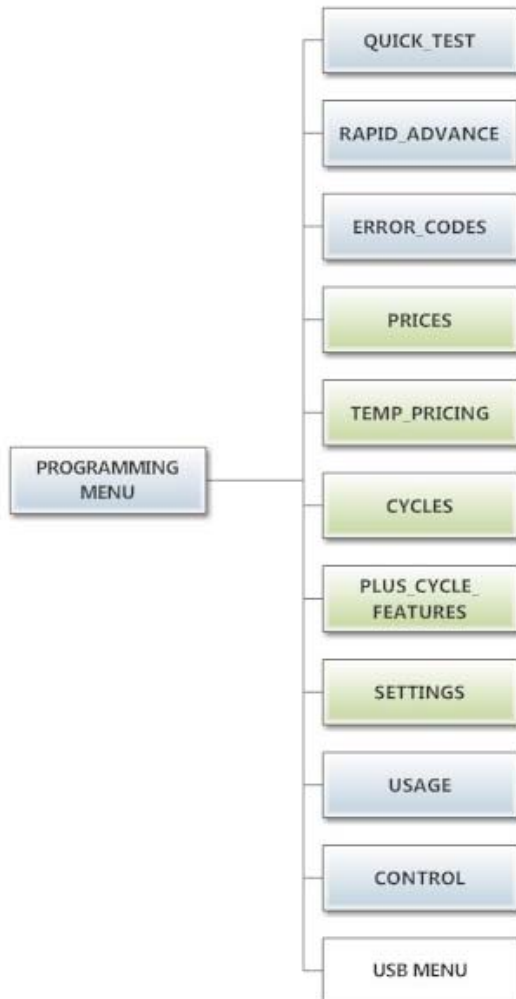 QUICK_TEST
RAPID_ADVANCE
ERROR_CODES
PRICES
TEMP_PRICING
PROGRAMMING
MENU
CYCLES
PLUS_CYCLE_
FEATURES
SETTINGS
USAGE
CONTROL
USB MENU